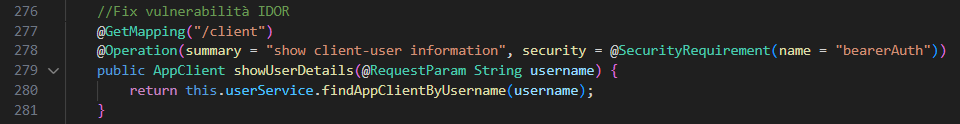 276 //Fix vulnerabilità IDOR
277 @GetMapping("/client")
278 @Operation(summary = "show client-user information", security = @SecurityRequirement(name = "bearerAuth"))
279 public AppClient showUserDetails(@RequestParam String username) {
280 return this.userService.findAppClientByUsername(username);
281 }